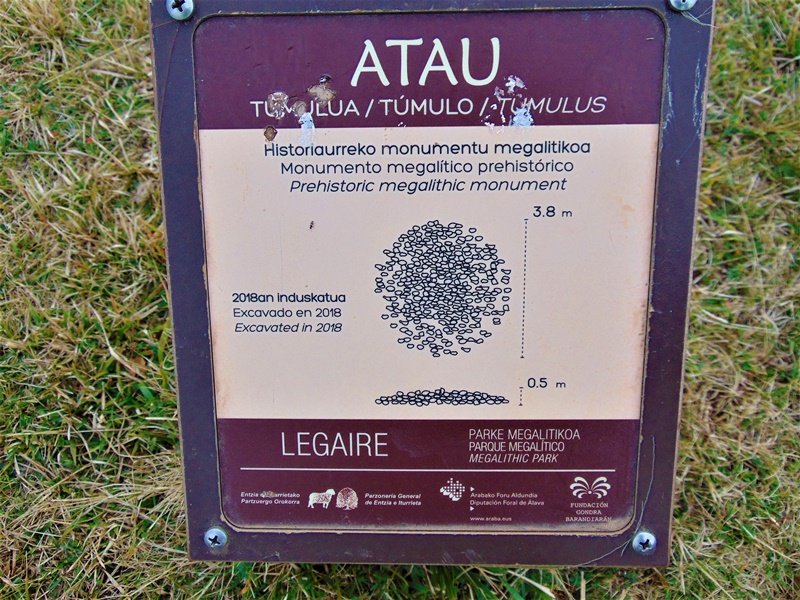 ATAU
TUMULUA / TÚMULO / TUMULUS
Historiaurreko monumentu megalitikoa
Monumento megalítico prehistórico
Prehistoric megalithic monument
3.8 m
2018an induskatua
Excavado en 2018
Excavated in 2018
0.5 m
LEGAIRE
PARKE MEGALITIKOA
PARQUE MEGALÍTICO
MEGALITHIC PARK
Entzia
Partzuergo Orokorra
Parzonería General
de Entzia e Iturrieta
Arabako Foru Aldundia
Diputación Foral de Álava
www.araba.eus
FUNDACIÓN
GONDRA
BARANDIARÁN